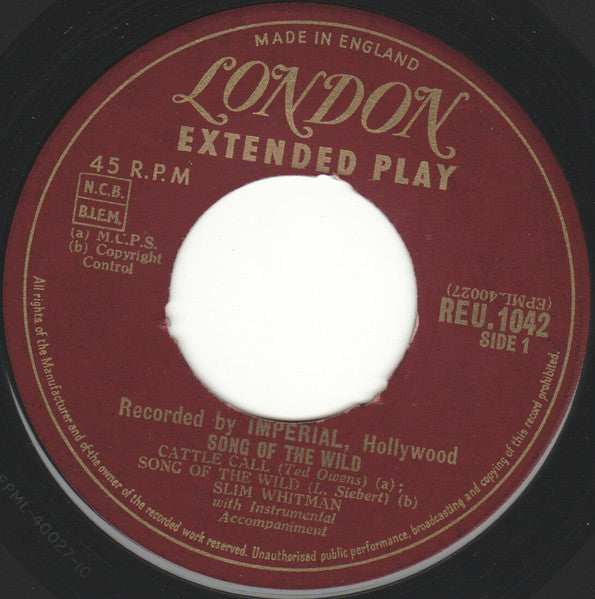 MADE IN ENGLAND
LONDON
EXTENDED PLAY
45 R.P.M
N.C.B.
B.I.E.M.
(a) M.C.P.S.
(b) Copyright
Control
(EPML.40027)
REU.1042
SIDE 1
Recorded by IMPERIAL, Hollywood
SONG OF THE WILD
CATTLE CALL (Ted Owens) (a);
SONG OF THE WILD (L. Siebert) (b)
SLIM WHITMAN
with Instrumental
Accompaniment
All rights of the Manufacturer and of the owner of the recorded work reserved. Unauthorised public performance, broadcasting and copying of this record prohibited.
EPML-40027-1C